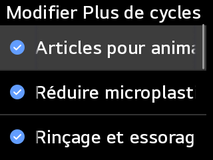 Modifier Plus de cycles
Articles pour anima
Réduire microplast
Rinçage et essorag